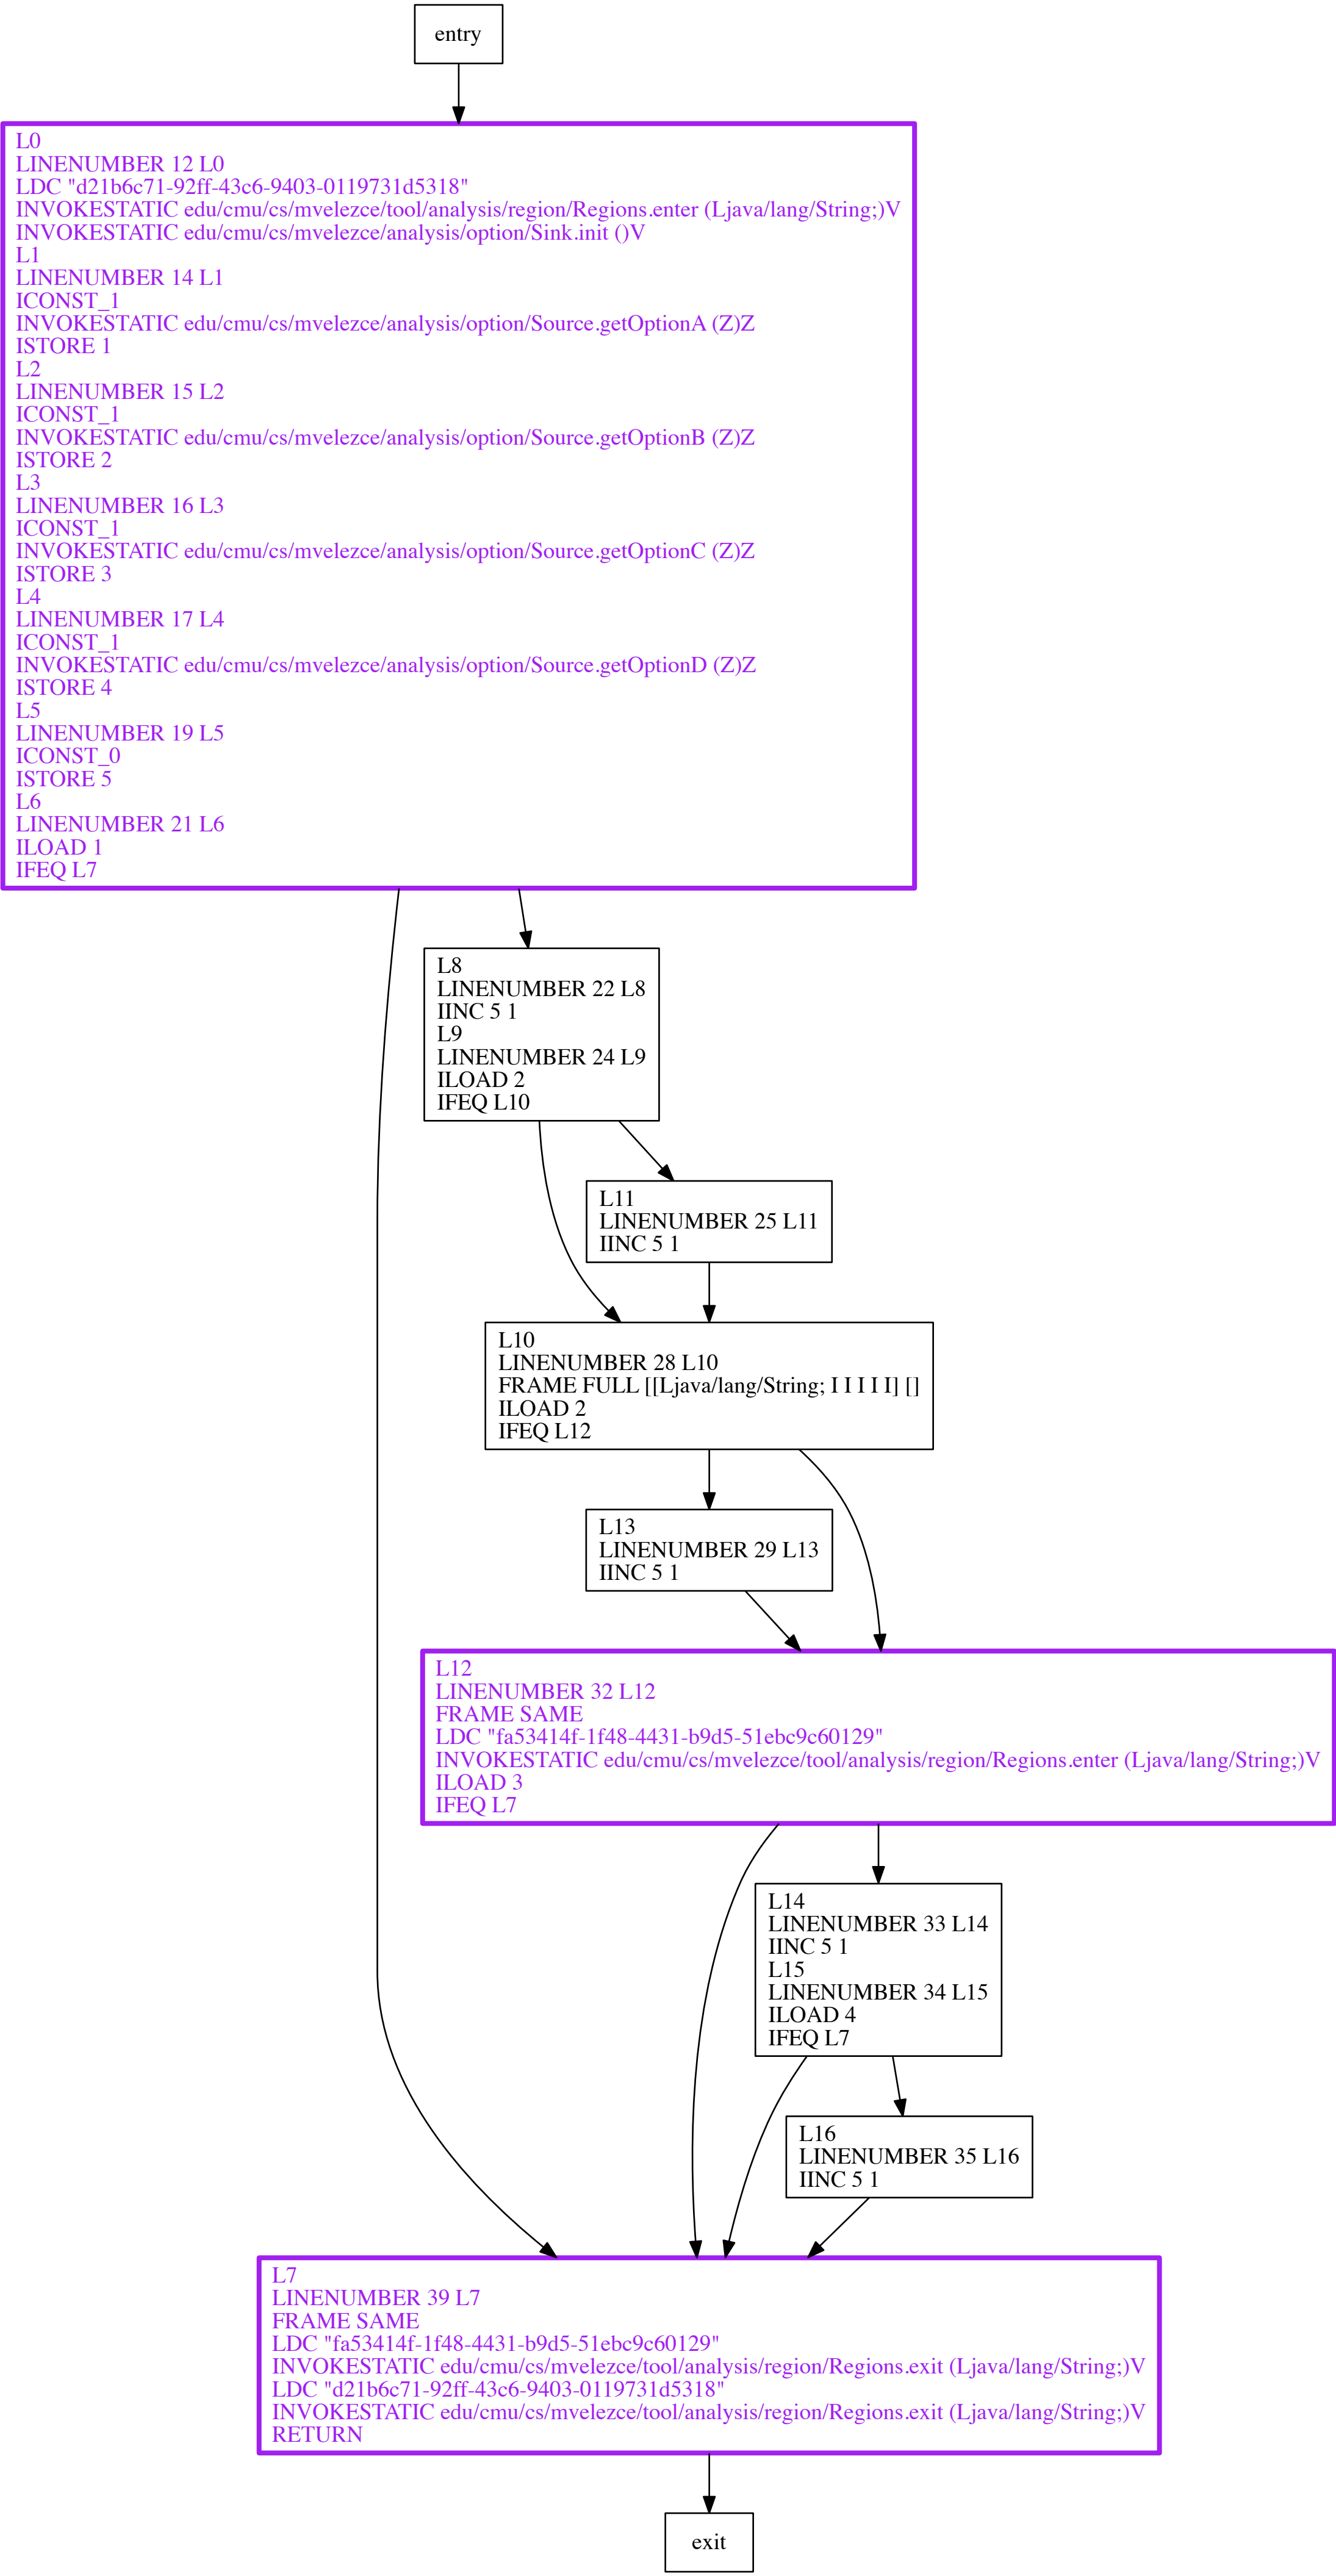 entry
L0
LINENUMBER 12 L0
LDC "d21b6c71-92ff-43c6-9403-0119731d5318"
INVOKESTATIC edu/cmu/cs/mvelezce/tool/analysis/region/Regions.enter (Ljava/lang/String;)V
INVOKESTATIC edu/cmu/cs/mvelezce/analysis/option/Sink.init ()V
L1
LINENUMBER 14 L1
ICONST_1
INVOKESTATIC edu/cmu/cs/mvelezce/analysis/option/Source.getOptionA (Z)Z
ISTORE 1
L2
LINENUMBER 15 L2
ICONST_1
INVOKESTATIC edu/cmu/cs/mvelezce/analysis/option/Source.getOptionB (Z)Z
ISTORE 2
L3
LINENUMBER 16 L3
ICONST_1
INVOKESTATIC edu/cmu/cs/mvelezce/analysis/option/Source.getOptionC (Z)Z
ISTORE 3
L4
LINENUMBER 17 L4
ICONST_1
INVOKESTATIC edu/cmu/cs/mvelezce/analysis/option/Source.getOptionD (Z)Z
ISTORE 4
L5
LINENUMBER 19 L5
ICONST_0
ISTORE 5
L6
LINENUMBER 21 L6
ILOAD 1
IFEQ L7
L8
LINENUMBER 22 L8
IINC 5 1
L9
LINENUMBER 24 L9
ILOAD 2
IFEQ L10
L11
LINENUMBER 25 L11
IINC 5 1
L10
LINENUMBER 28 L10
FRAME FULL [[Ljava/lang/String; I I I I I] []
ILOAD 2
IFEQ L12
L13
LINENUMBER 29 L13
IINC 5 1
L12
LINENUMBER 32 L12
FRAME SAME
LDC "fa53414f-1f48-4431-b9d5-51ebc9c60129"
INVOKESTATIC edu/cmu/cs/mvelezce/tool/analysis/region/Regions.enter (Ljava/lang/String;)V
ILOAD 3
IFEQ L7
L14
LINENUMBER 33 L14
IINC 5 1
L15
LINENUMBER 34 L15
ILOAD 4
IFEQ L7
L16
LINENUMBER 35 L16
IINC 5 1
L7
LINENUMBER 39 L7
FRAME SAME
LDC "fa53414f-1f48-4431-b9d5-51ebc9c60129"
INVOKESTATIC edu/cmu/cs/mvelezce/tool/analysis/region/Regions.exit (Ljava/lang/String;)V
LDC "d21b6c71-92ff-43c6-9403-0119731d5318"
INVOKESTATIC edu/cmu/cs/mvelezce/tool/analysis/region/Regions.exit (Ljava/lang/String;)V
RETURN
exit